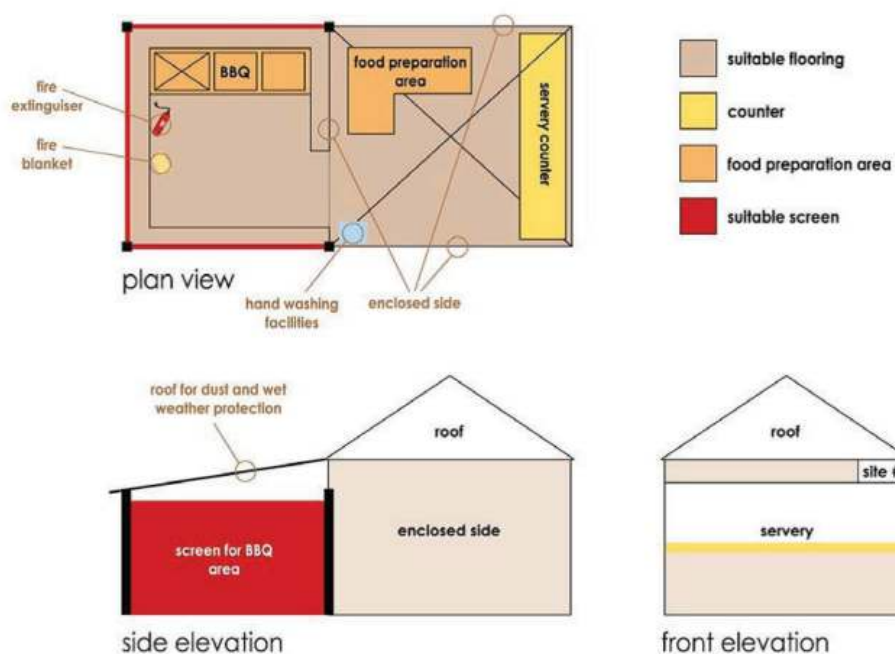 BBQ
food preparation
area
servery counter
fire
extinguiser
fire
blanket
plan view
hand washing
facilities
enclosed side
suitable flooring
counter
food preparation area
suitable screen
roof for dust and wet
weather protection
roof
screen for BBQ
area
enclosed side
side elevation
roof
site
servery
front elevation